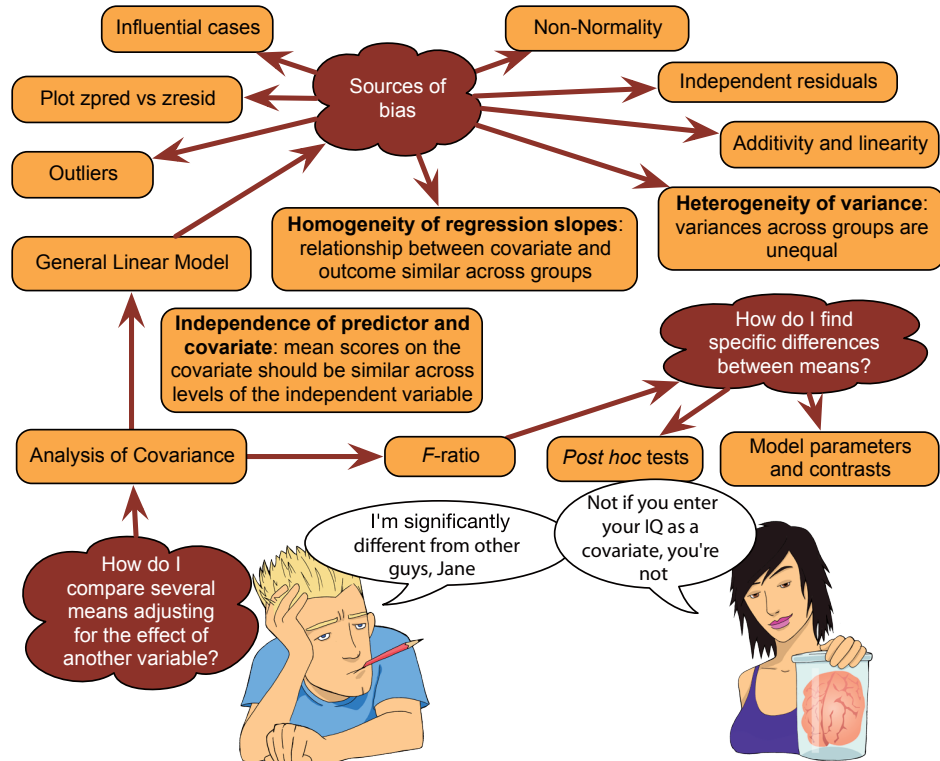 Influential cases
Non-Normality
Sources of
bias
Plot zpred vs zresid
Independent residuals
Outliers
Additivity and linearity
Homogeneity of regression slopes:
relationship between covariate and
outcome similar across groups
Heterogeneity of variance:
variances across groups are
unequal
General Linear Model
Independence of predictor and
covariate: mean scores on the
covariate should be similar across
levels of the independent variable
How do I find
specific differences
between means?
Analysis of Covariance
F-ratio
Post hoc tests
Model parameters
and contrasts
I'm significantly
different from other
guys, Jane
Not if you enter
your IQ as a
covariate, you're
not
How do I
compare several
means adjusting
for the effect of
another variable?